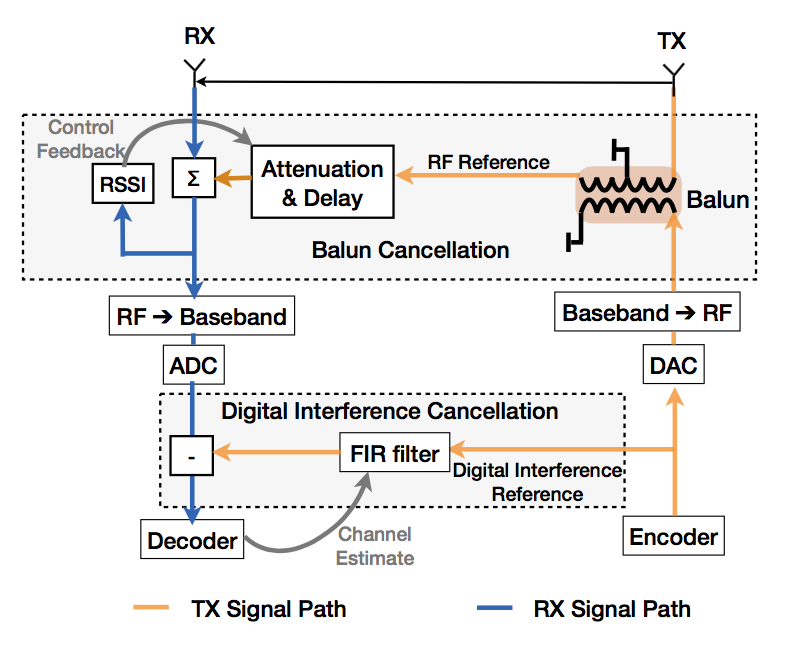 RX
TX
Control
Feedback
RSSI
Σ
Attenuation
& Delay
RF Reference
Balun
Balun Cancellation
RF ➔ Baseband
Baseband ➔ RF
ADC
DAC
Digital Interference Cancellation
-
FIR filter
Digital Interference
Reference
Decoder
Channel
Estimate
Encoder
TX Signal Path
RX Signal Path